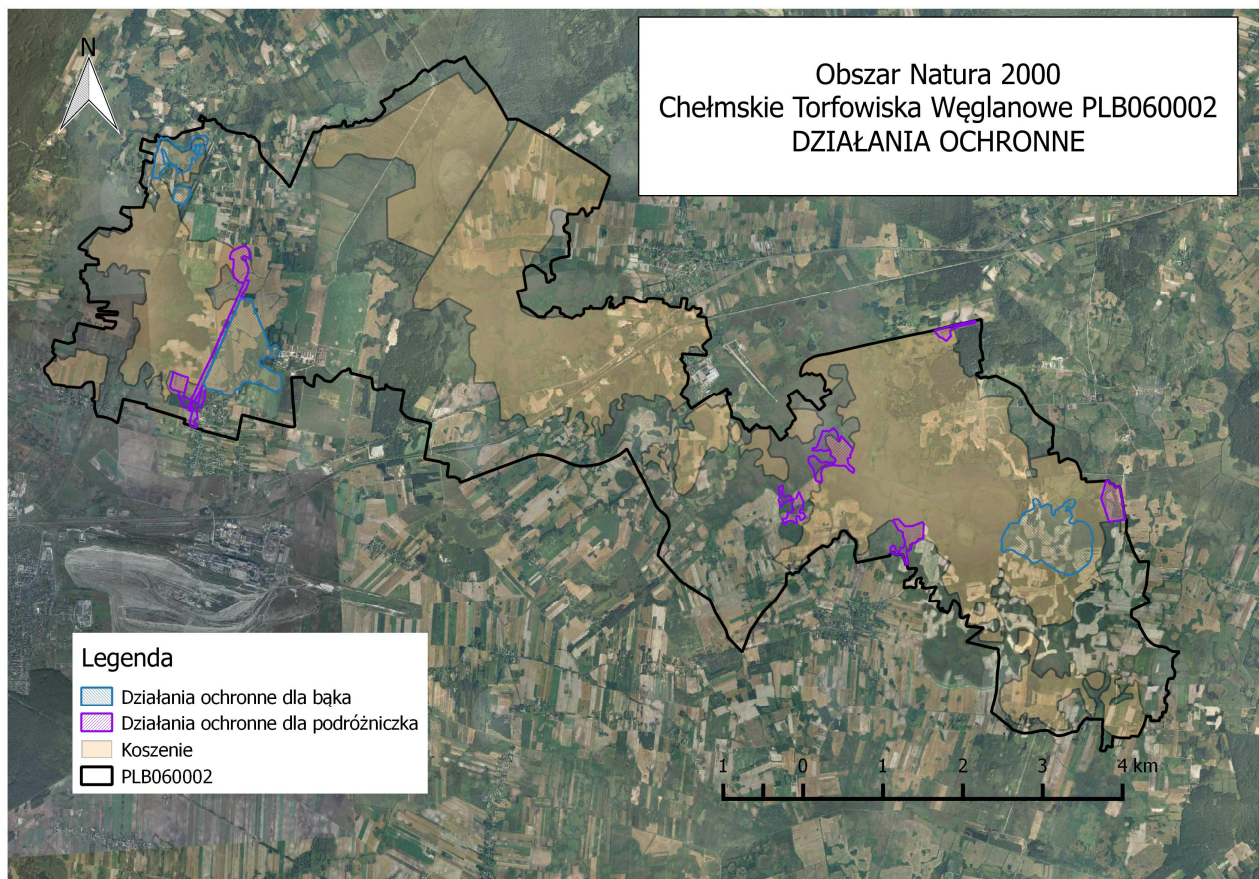 N
Obszar Natura 2000
Chełmskie Torfowiska Węglanowe PLB060002
DZIAŁANIA OCHRONNE
Legenda
Działania ochronne dla bąka
Działania ochronne dla podróżniczka
Koszenie
PLB060002
1 0 1 2 3 4 km